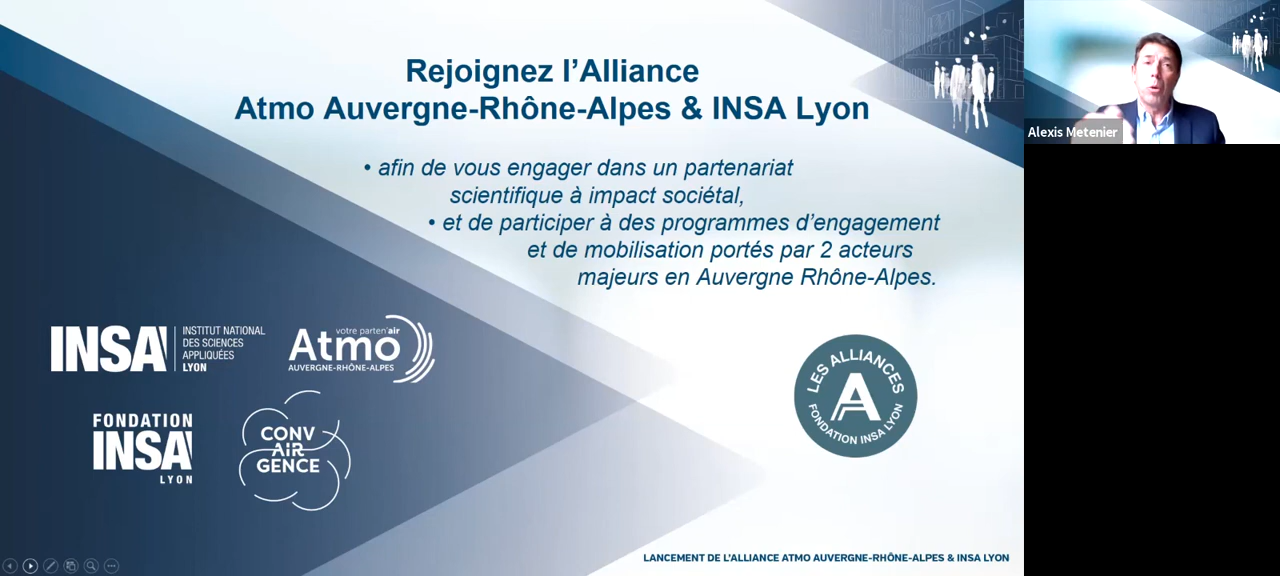 Rejoignez l'Alliance
Atmo Auvergne-Rhône-Alpes & INSA Lyon
• afin de vous engager dans un partenariat
scientifique à impact sociétal,
• et de participer à des programmes d'engagement
et de mobilisation portés par 2 acteurs
majeurs en Auvergne Rhône-Alpes.
Alexis Metenier
INSA
INSTITUT NATIONAL
DES SCIENCES
APPLIQUÉES
LYON
votre parten'air
Atmo
AUVERGNE-RHÔNE-ALPES
FONDATION
INSA
LYON
CONV
AIR
GENCE
LES ALLIANCES
A
FONDATION INSA LYON
LANCEMENT DE L'ALLIANCE ATMO AUVERGNE-RHÔNE-ALPES & INSA LYON